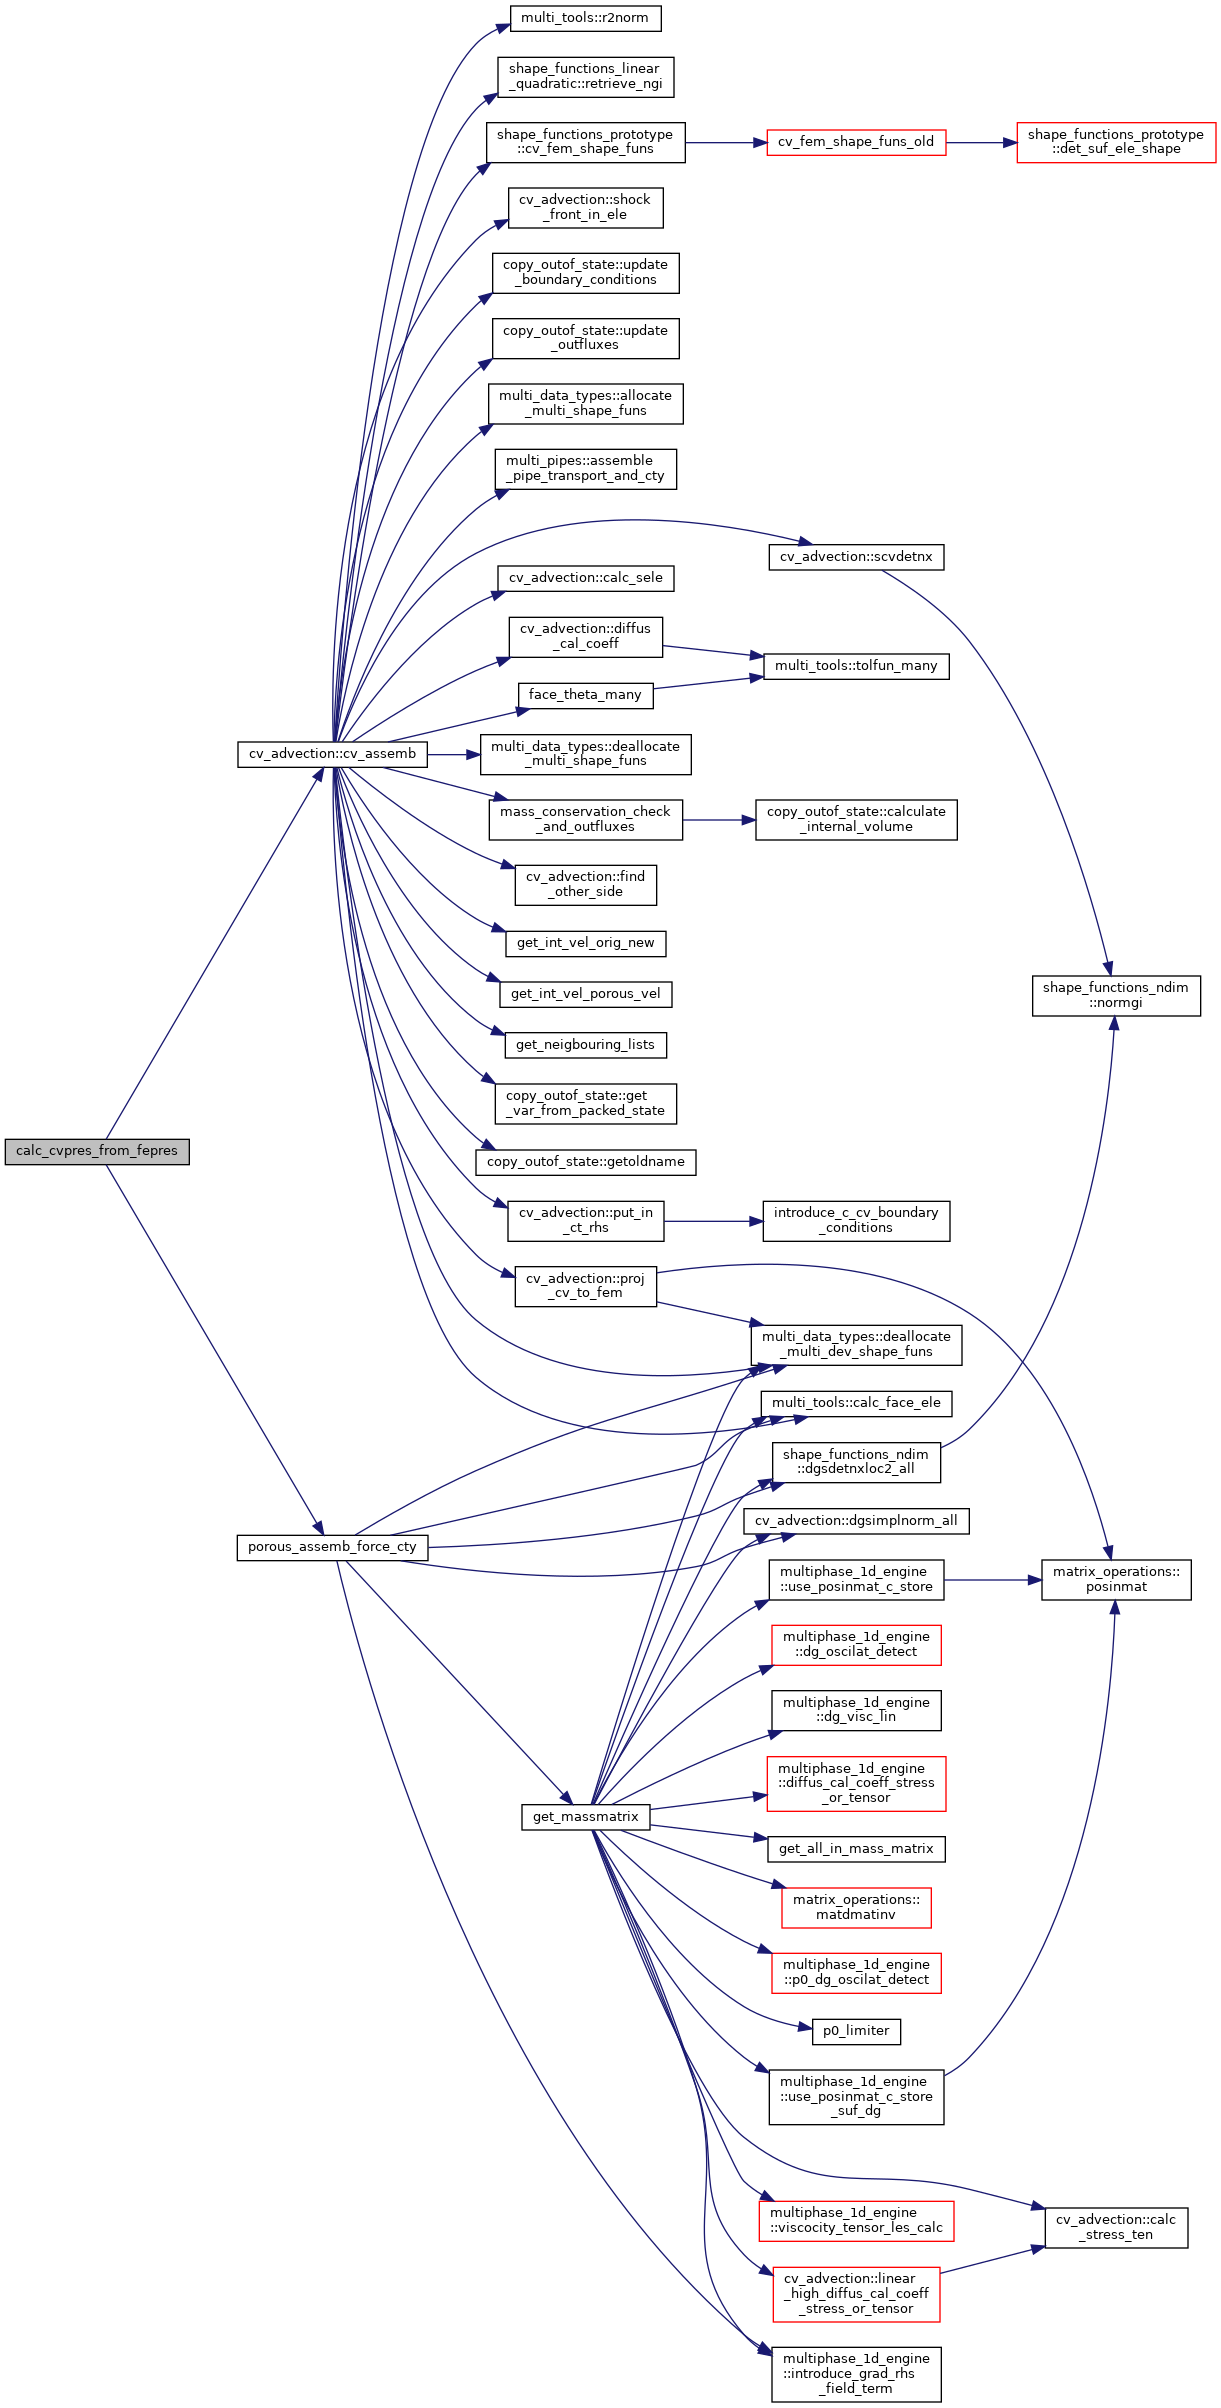 multi_tools::r2norm
shape_functions_linear
_quadratic::retrieve_ngi
shape_functions_prototype
::cv_fem_shape_funs
cv_fem_shape_funs_old
shape_functions_prototype
::det_suf_ele_shape
cv_advection::shock
_front_in_ele
copy_outof_state::update
_boundary_conditions
copy_outof_state::update
_outfluxes
multi_data_types::allocate
_multi_shape_funs
multi_pipes::assemble
_pipe_transport_and_cty
cv_advection::scvdetnx
cv_advection::calc_sele
cv_advection::diffus
_cal_coeff
multi_tools::tolfun_many
face_theta_many
cv_advection::cv_assemb
multi_data_types::deallocate
_multi_shape_funs
mass_conservation_check
_and_outfluxes
copy_outof_state::calculate
_internal_volume
cv_advection::find
_other_side
get_int_vel_orig_new
get_int_vel_porous_vel
shape_functions_ndim
::normgi
get_neigbouring_lists
copy_outof_state::get
_var_from_packed_state
calc_cvpres_from_fepres
copy_outof_state::getoldname
cv_advection::put_in
_ct_rhs
introduce_c_cv_boundary
_conditions
cv_advection::proj
_cv_to_fem
multi_data_types::deallocate
_multi_dev_shape_funs
multi_tools::calc_face_ele
shape_functions_ndim
::dgsdetnxloc2_all
cv_advection::dgsimplnorm_all
porous_assemb_force_cty
multiphase_1d_engine
::use_posinmat_c_store
matrix_operations::
posinmat
multiphase_1d_engine
::dg_oscilat_detect
multiphase_1d_engine
::dg_visc_lin
multiphase_1d_engine
::diffus_cal_coeff_stress
_or_tensor
get_massmatrix
get_all_in_mass_matrix
matrix_operations::
matdmatinv
multiphase_1d_engine
::p0_dg_oscilat_detect
p0_limiter
multiphase_1d_engine
::use_posinmat_c_store
_suf_dg
multiphase_1d_engine
::viscocity_tensor_les_calc
cv_advection::calc
_stress_ten
cv_advection::linear
_high_diffus_cal_coeff
_stress_or_tensor
multiphase_1d_engine
::introduce_grad_rhs
_field_term